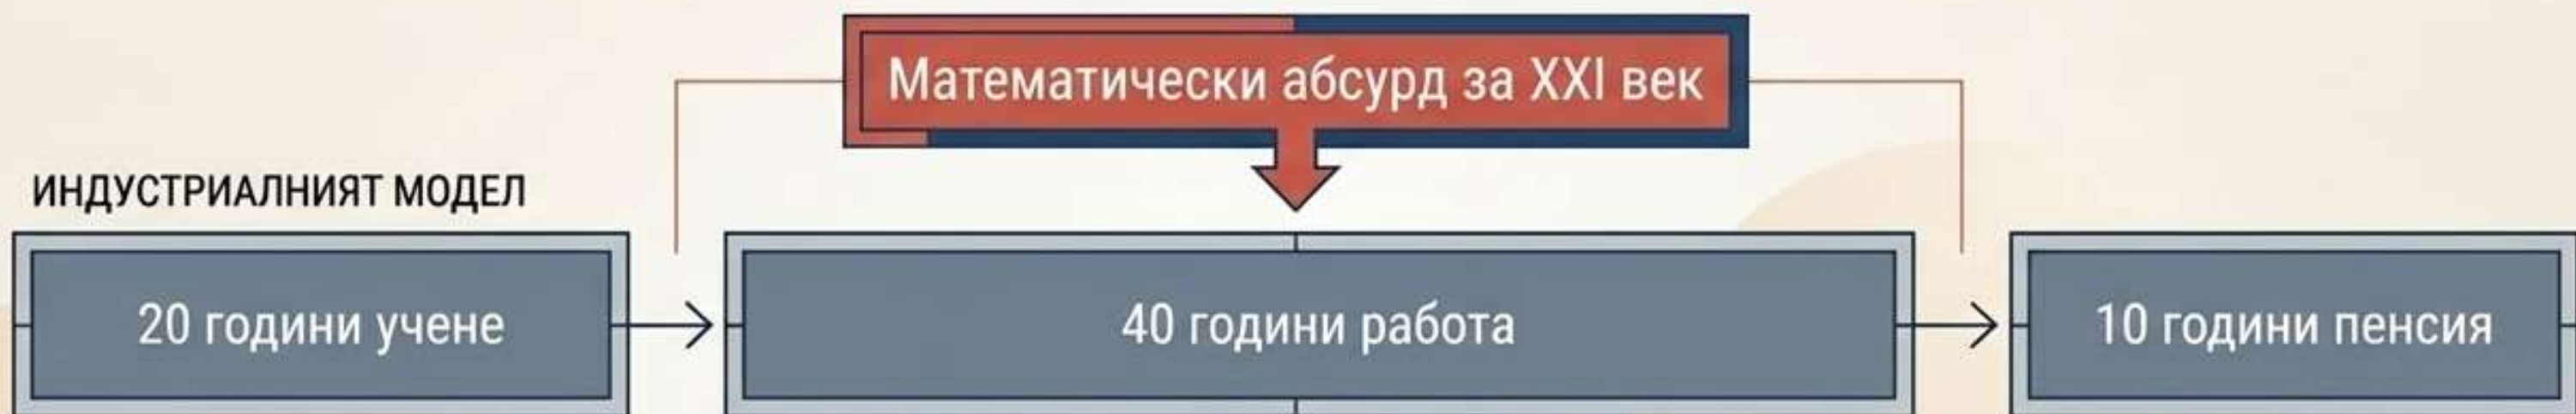 Математически абсурд за XXI век
ИНДУСТРИАЛНИЯТ МОДЕЛ
20 години учене
40 години работа
10 години пенсия